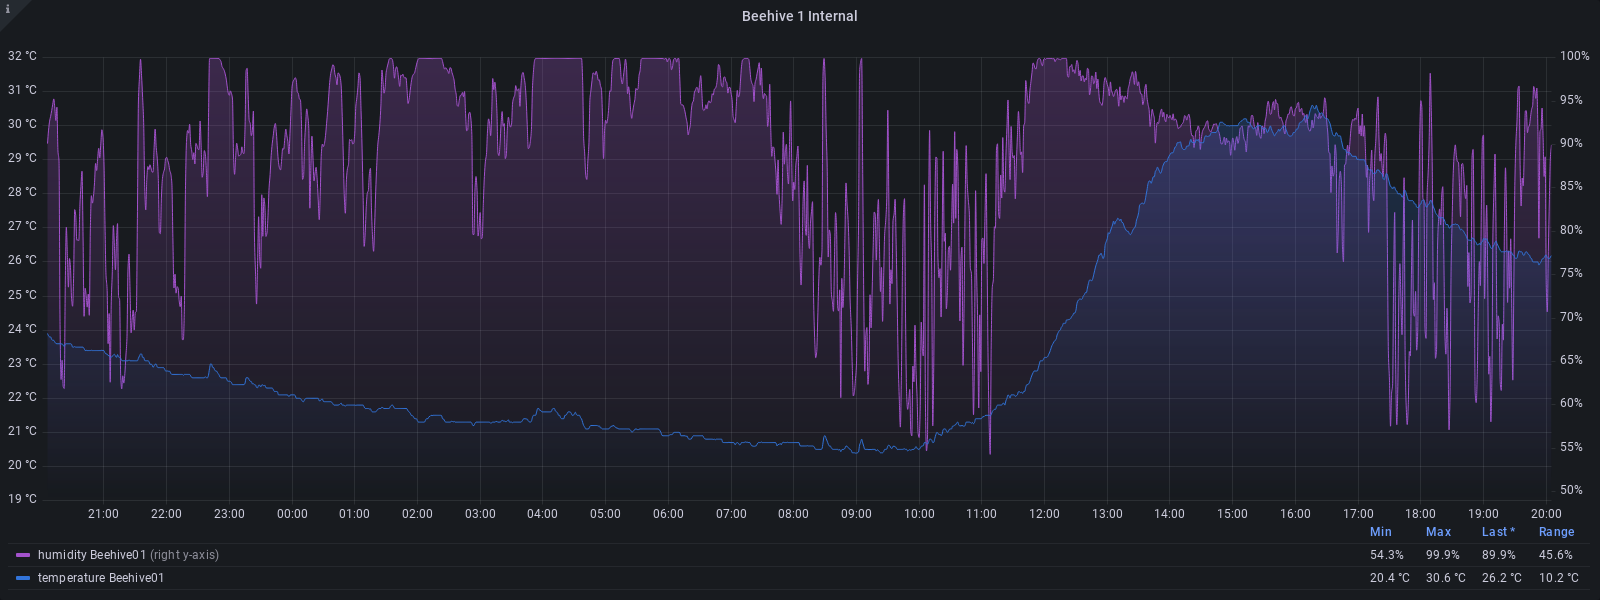 i
Beehive 1 Internal
32 °C 100%
31 °C 95%
30 °C 90%
29 °C 85%
28 °C 80%
27 °C 75%
26 °C 70%
25 °C 65%
24 °C 60%
23 °C 55%
22 °C 50%
21 °C
20 °C
19 °C
21:00 22:00 23:00 00:00 01:00 02:00 03:00 04:00 05:00 06:00 07:00 08:00 09:00 10:00 11:00 12:00 13:00 14:00 15:00 16:00 17:00 18:00 19:00 20:00
Min Max Last * Range
humidity Beehive01 (right y-axis) 54.3% 99.9% 89.9% 45.6%
temperature Beehive01 20.4 °C 30.6 °C 26.2 °C 10.2 °C